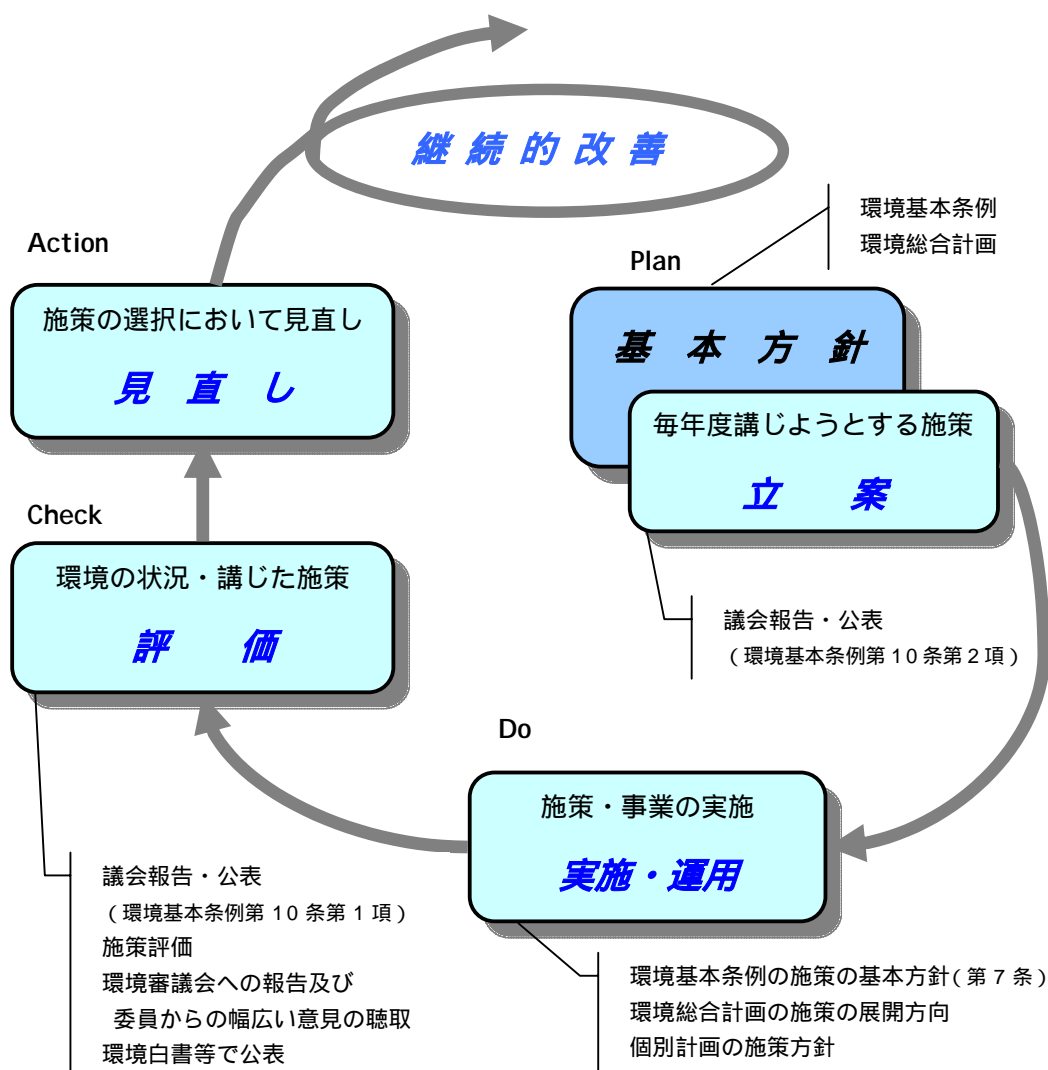 継続的改善
環境基本条例
環境総合計画
Plan
基本方針
毎年度講じようとする施策
立案
議会報告・公表
(環境基本条例第10条第2項)
Do
施策・事業の実施
実施・運用
環境基本条例の施策の基本方針(第7条)
環境総合計画の施策の展開方向
個別計画の施策方針
Check
環境の状況・講じた施策
評価
議会報告・公表
(環境基本条例第10条第1項)
施策評価
環境審議会への報告及び
委員からの幅広い意見の聴取
環境白書等で公表
Action
施策の選択において見直し
見直し